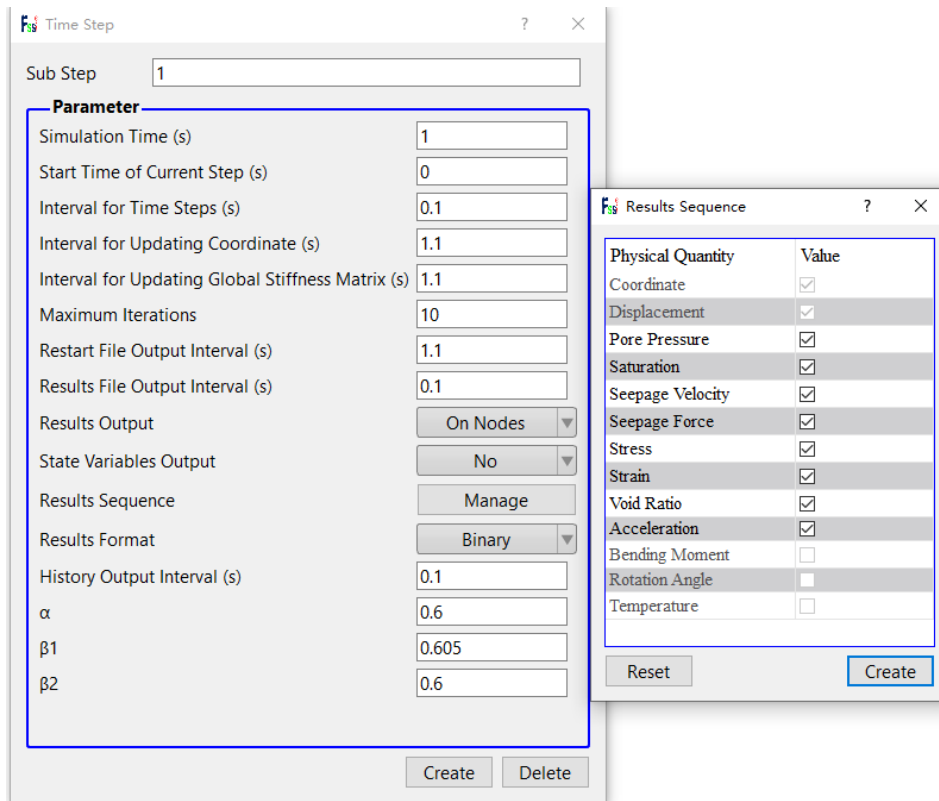 Fss Time Step ? ×
Sub Step 1
Parameter
Simulation Time (s) 1
Start Time of Current Step (s) 0
Interval for Time Steps (s) 0.1
Interval for Updating Coordinate (s) 1.1
Interval for Updating Global Stiffness Matrix (s) 1.1
Maximum Iterations 10
Restart File Output Interval (s) 1.1
Results File Output Interval (s) 0.1
Results Output On Nodes
State Variables Output No
Results Sequence Manage
Results Format Binary
History Output Interval (s) 0.1
α 0.6
β1 0.605
β2 0.6
Create Delete
Fss Results Sequence ? ×
Physical Quantity Value
Coordinate
Displacement
Pore Pressure
Saturation
Seepage Velocity
Seepage Force
Stress
Strain
Void Ratio
Acceleration
Bending Moment
Rotation Angle
Temperature
Reset Create